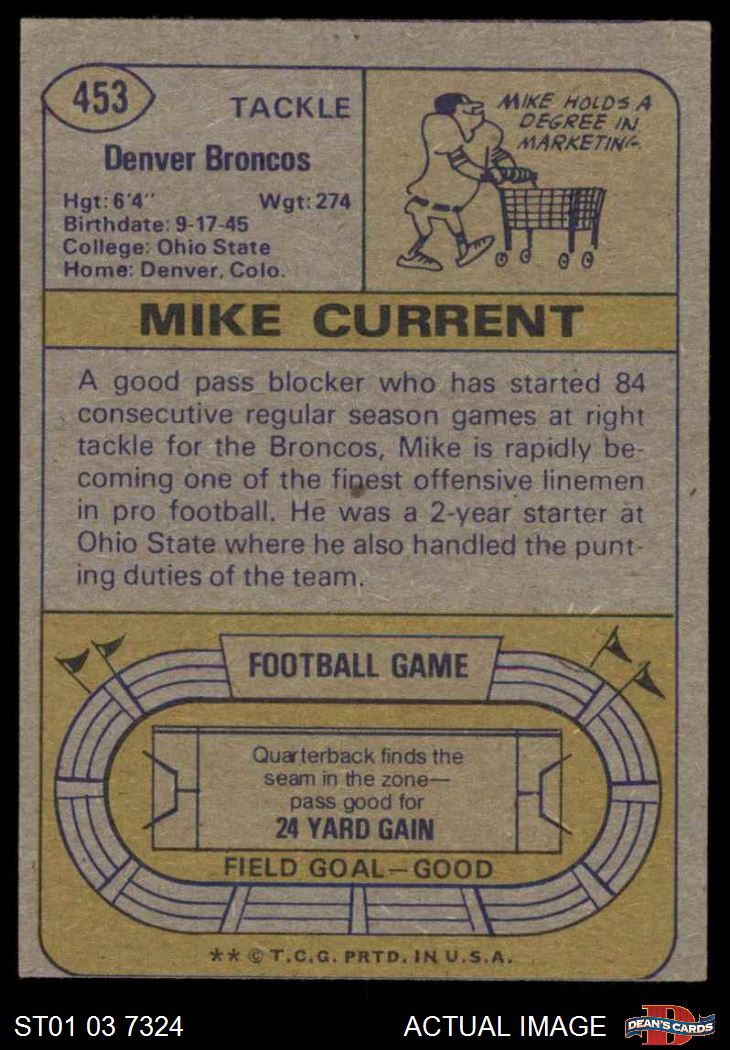 453
TACKLE
Denver Broncos
Hgt: 6'4" Wgt: 274
Birthdate: 9-17-45
College: Ohio State
Home: Denver, Colo.
MIKE HOLDS A
DEGREE IN
MARKETING.
MIKE CURRENT
A good pass blocker who has started 84
consecutive regular season games at right
tackle for the Broncos, Mike is rapidly be-
coming one of the finest offensive linemen
in pro football. He was a 2-year starter at
Ohio State where he also handled the punt-
ing duties of the team.
FOOTBALL GAME
Quarterback finds the
seam in the zone—
pass good for
24 YARD GAIN
FIELD GOAL—GOOD
** © T.C.G. PRTD. IN U.S.A.
ST01 03 7324
ACTUAL IMAGE
D
DEAN'S CARDS